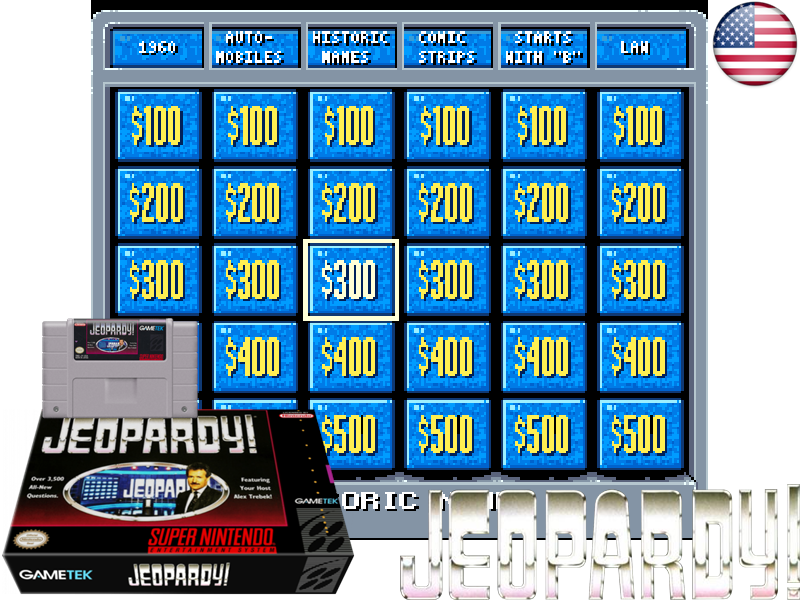 1960 AUTO- HISTORIC COMIC STARTS LAW
MOBILES NAMES STRIPS WITH "B"
$100 $100 $100 $100 $100 $100
$200 $200 $200 $200 $200 $200
$300 $300 $300 $300 $300 $300
$400 $400 $400 $400 $400
$500 $500 $500 $500
JEOPARDY!
GAMETEK
JEOPARDY!
Over 3,500
All-New
Questions.
JEOPAR
Featuring
Your Host
Alex Trebek!
GAMETEK
SUPER NINTENDO
ENTERTAINMENT SYSTEM
GAMETEK
JEOPARDY!
ORIC N
JEOPARDY!